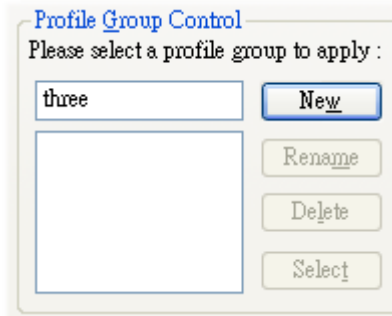 Profile Group Control
Please select a profile group to apply :
three
New
Rename
Delete
Select